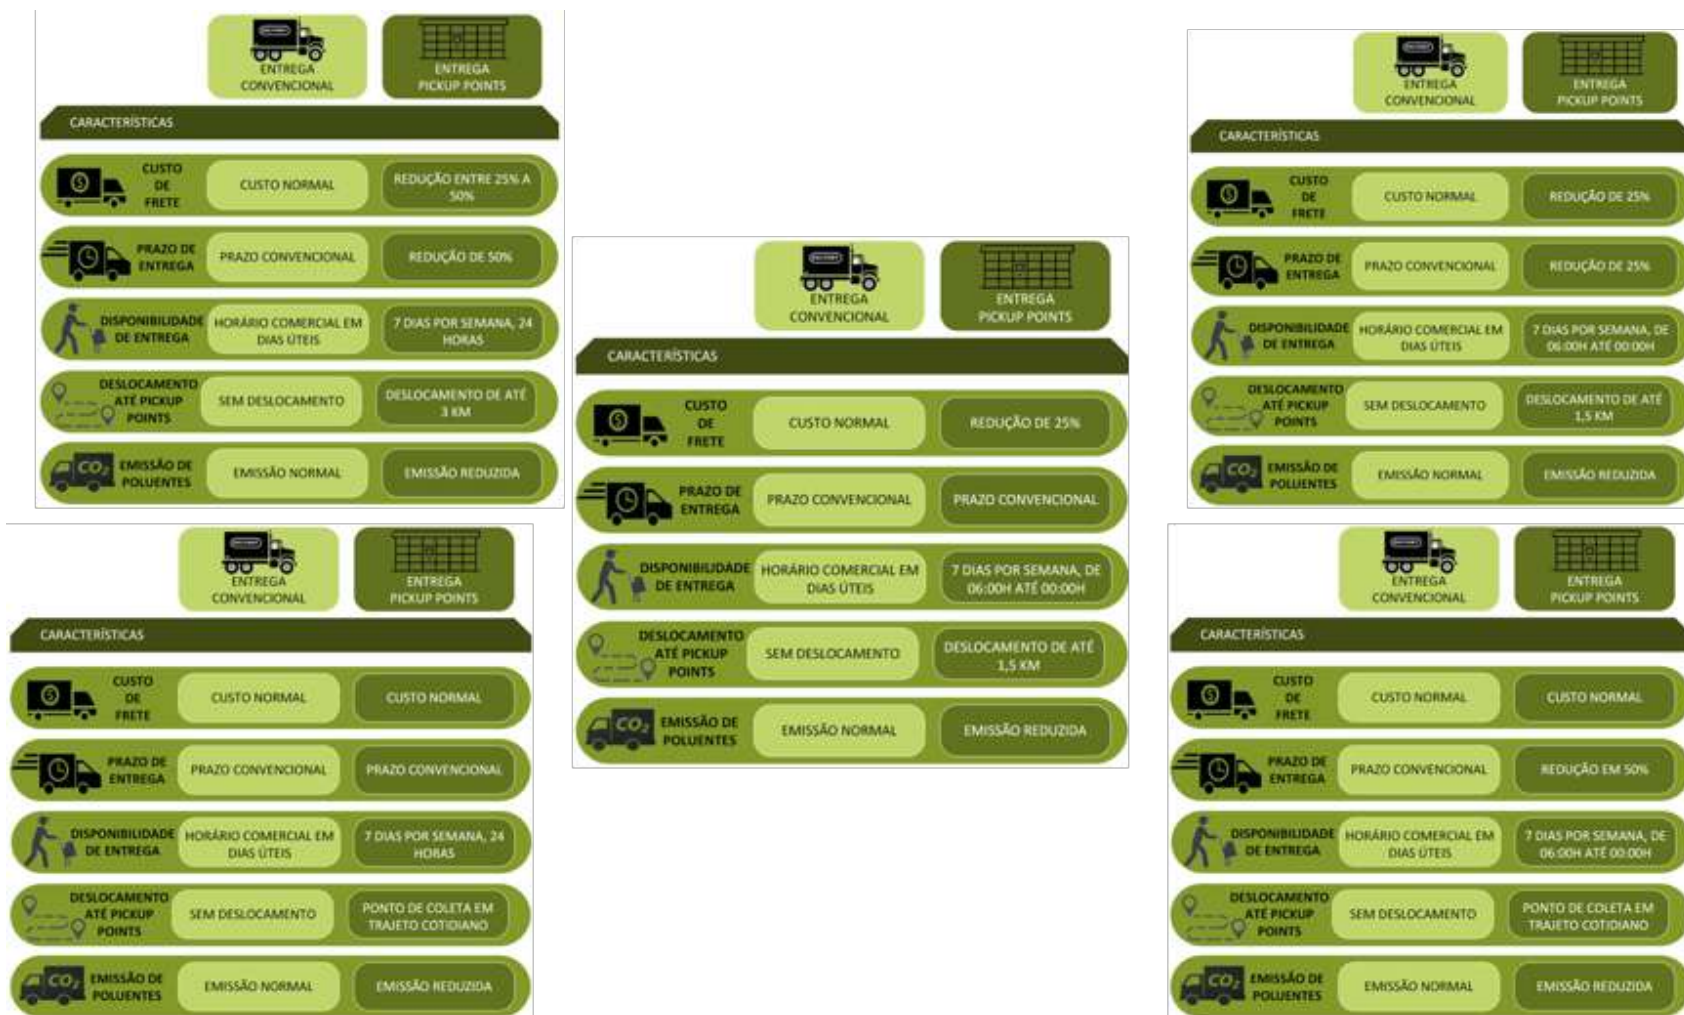 ENTREGA
CONVENCIONAL
ENTREGA
PICKUP POINTS
CARACTERÍSTICAS
CUSTO
DE
FRETE
CUSTO NORMAL
REDUÇÃO ENTRE 25% A
50%
PRAZO DE
ENTREGA
PRAZO CONVENCIONAL
REDUÇÃO DE 50%
DISPONIBILIDADE
DE ENTREGA
HORÁRIO COMERCIAL EM
DIAS ÚTEIS
7 DIAS POR SEMANA, 24
HORAS
DESLOCAMENTO
ATÉ PICKUP
POINTS
SEM DESLOCAMENTO
DESLOCAMENTO DE ATÉ
3 KM
CO₂
EMISSÃO DE
POLUENTES
EMISSÃO NORMAL
EMISSÃO REDUZIDA
ENTREGA
CONVENCIONAL
ENTREGA
PICKUP POINTS
CARACTERÍSTICAS
CUSTO
DE
FRETE
CUSTO NORMAL
CUSTO NORMAL
PRAZO DE
ENTREGA
PRAZO CONVENCIONAL
PRAZO CONVENCIONAL
DISPONIBILIDADE
DE ENTREGA
HORÁRIO COMERCIAL EM
DIAS ÚTEIS
7 DIAS POR SEMANA, 24
HORAS
DESLOCAMENTO
ATÉ PICKUP
POINTS
SEM DESLOCAMENTO
PONTO DE COLETA EM
TRAJETO COTIDIANO
CO₂
EMISSÃO DE
POLUENTES
EMISSÃO NORMAL
EMISSÃO REDUZIDA
ENTREGA
CONVENCIONAL
ENTREGA
PICKUP POINTS
CARACTERÍSTICAS
CUSTO
DE
FRETE
CUSTO NORMAL
REDUÇÃO DE 25%
PRAZO DE
ENTREGA
PRAZO CONVENCIONAL
PRAZO CONVENCIONAL
DISPONIBILIDADE
DE ENTREGA
HORÁRIO COMERCIAL EM
DIAS ÚTEIS
7 DIAS POR SEMANA, DE
06:00H ATÉ 00:00H
DESLOCAMENTO
ATÉ PICKUP
POINTS
SEM DESLOCAMENTO
DESLOCAMENTO DE ATÉ
1,5 KM
CO₂
EMISSÃO DE
POLUENTES
EMISSÃO NORMAL
EMISSÃO REDUZIDA
ENTREGA
CONVENCIONAL
ENTREGA
PICKUP POINTS
CARACTERÍSTICAS
CUSTO
DE
FRETE
CUSTO NORMAL
REDUÇÃO DE 25%
PRAZO DE
ENTREGA
PRAZO CONVENCIONAL
REDUÇÃO DE 25%
DISPONIBILIDADE
DE ENTREGA
HORÁRIO COMERCIAL EM
DIAS ÚTEIS
7 DIAS POR SEMANA, DE
06:00H ATÉ 00:00H
DESLOCAMENTO
ATÉ PICKUP
POINTS
SEM DESLOCAMENTO
DESLOCAMENTO DE ATÉ
1,5 KM
CO₂
EMISSÃO DE
POLUENTES
EMISSÃO NORMAL
EMISSÃO REDUZIDA
ENTREGA
CONVENCIONAL
ENTREGA
PICKUP POINTS
CARACTERÍSTICAS
CUSTO
DE
FRETE
CUSTO NORMAL
CUSTO NORMAL
PRAZO DE
ENTREGA
PRAZO CONVENCIONAL
REDUÇÃO EM 50%
DISPONIBILIDADE
DE ENTREGA
HORÁRIO COMERCIAL EM
DIAS ÚTEIS
7 DIAS POR SEMANA, DE
06:00H ATÉ 00:00H
DESLOCAMENTO
ATÉ PICKUP
POINTS
SEM DESLOCAMENTO
PONTO DE COLETA EM
TRAJETO COTIDIANO
CO₂
EMISSÃO DE
POLUENTES
EMISSÃO NORMAL
EMISSÃO REDUZIDA